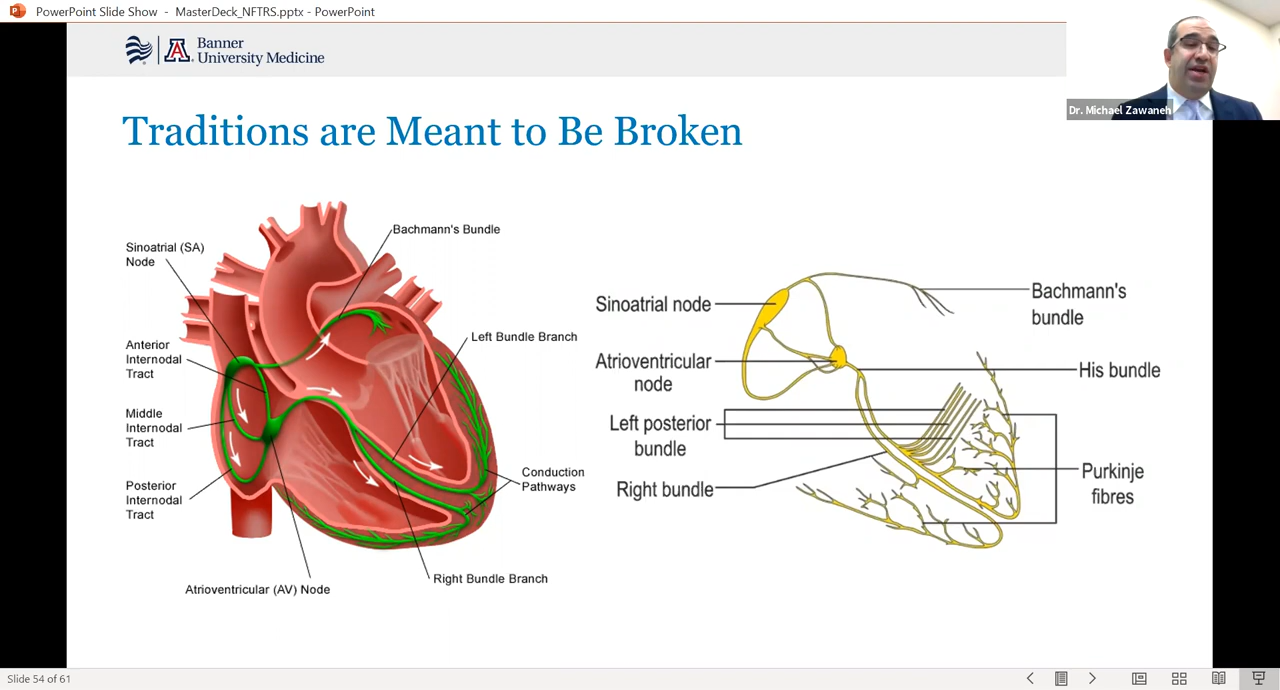 PowerPoint Slide Show - MasterDeck_NFTRS.pptx - PowerPoint
Banner
University Medicine
Dr. Michael Zawaneh
Traditions are Meant to Be Broken
Bachmann's Bundle
Sinoatrial (SA)
Node
Left Bundle Branch
Anterior
Internodal
Tract
Middle
Internodal
Tract
Conduction
Pathways
Posterior
Internodal
Tract
Right Bundle Branch
Atrioventricular (AV) Node
Sinoatrial node
Bachmann's
bundle
Atrioventricular
node
His bundle
Left posterior
bundle
Purkinje
fibres
Right bundle
Slide 54 of 61